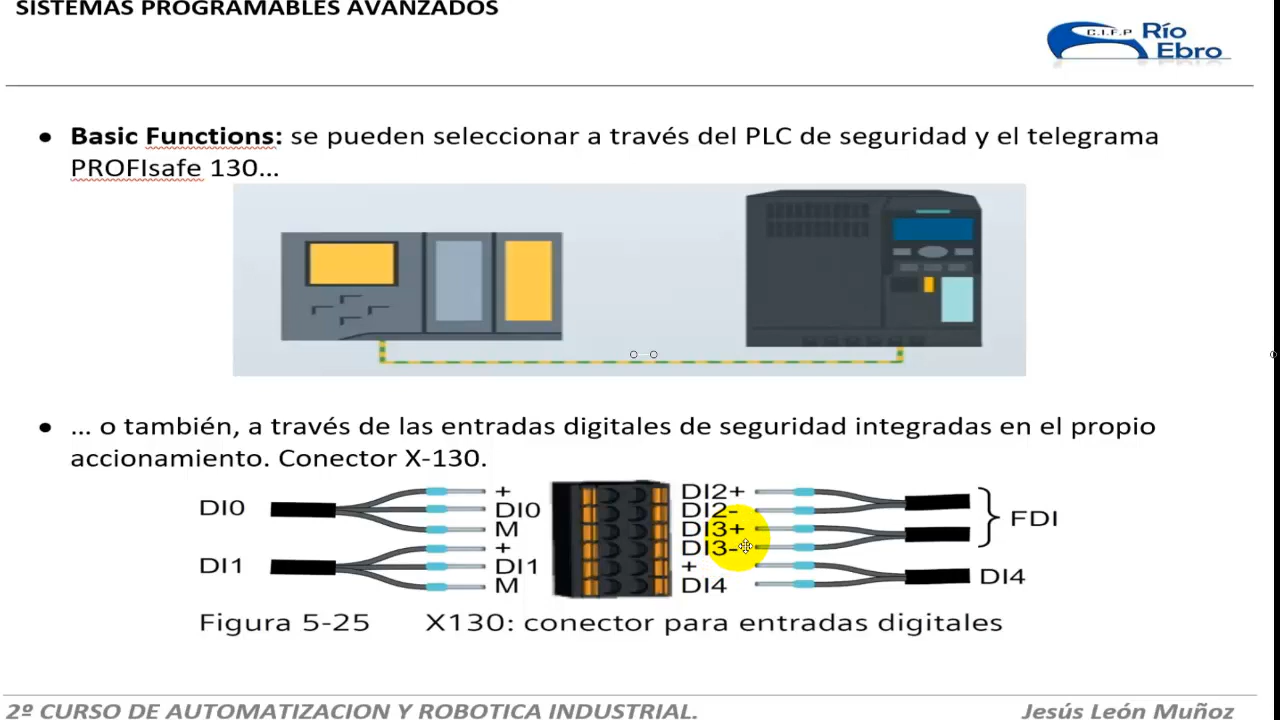 SISTEMAS PROGRAMABLES AVANZADOS
C.I.F.P Río
Ebro
• Basic Functions: se pueden seleccionar a través del PLC de seguridad y el telegrama
PROFIsafe 130...
• ... o también, a través de las entradas digitales de seguridad integradas en el propio
accionamiento. Conector X-130.
DI0
+
DI0
M
DI1
+
DI1
M
DI2+
DI2-
DI3+
DI3-
+
DI4
FDI
DI4
Figura 5-25 X130: conector para entradas digitales
2º CURSO DE AUTOMATIZACION Y ROBOTICA INDUSTRIAL. Jesús León Muñoz